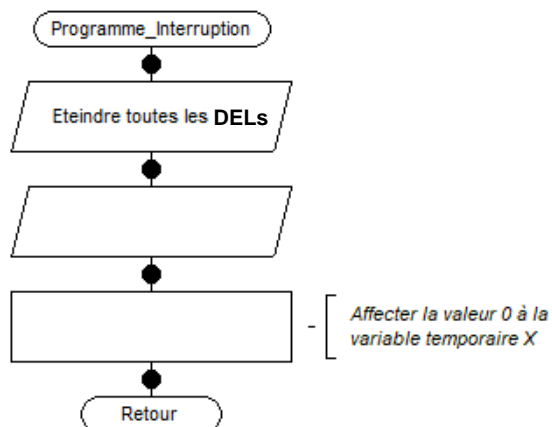 Programme_Interruption
Eteindre toutes les DELs
Affecter la valeur 0 à la
variable temporaire X
Retour